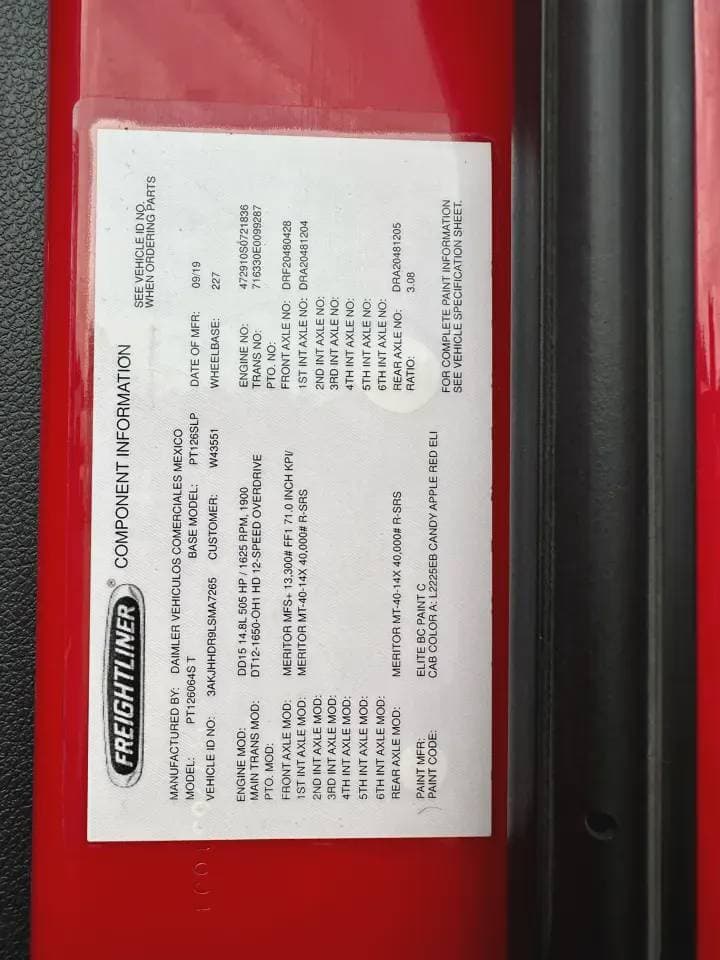 FREIGHTLINER® COMPONENT INFORMATION
SEE VEHICLE ID NO.
WHEN ORDERING PARTS
MANUFACTURED BY: DAIMLER VEHICULOS COMERCIALES MEXICO
MODEL: PT126064S T BASE MODEL: PT126SLP DATE OF MFR: 09/19
VEHICLE ID NO: 3AKJHHDR9LSMA7265 CUSTOMER: W43551 WHEELBASE: 227
ENGINE MOD: DD15 14.8L 505 HP / 1625 RPM, 1900 ENGINE NO: 472910S0721836
MAIN TRANS MOD: DT12-1650-OH1 HD 12-SPEED OVERDRIVE TRANS NO: 716330E0099287
PTO. MOD: PTO. NO:
FRONT AXLE MOD: MERITOR MFS+ 13,300# FF1 71.0 INCH KPI/ FRONT AXLE NO: DRF20480428
1ST INT AXLE MOD: MERITOR MT-40-14X 40,000# R-SRS 1ST INT AXLE NO: DRA20481204
2ND INT AXLE MOD: 2ND INT AXLE NO:
3RD INT AXLE MOD: 3RD INT AXLE NO:
4TH INT AXLE MOD: 4TH INT AXLE NO:
5TH INT AXLE MOD: 5TH INT AXLE NO:
6TH INT AXLE MOD: 6TH INT AXLE NO:
REAR AXLE MOD: MERITOR MT-40-14X 40,000# R-SRS REAR AXLE NO: DRA20481205
RATIO: 3.08
PAINT MFR: ELITE BC PAINT C
PAINT CODE: CAB COLOR A: L2225EB CANDY APPLE RED ELI
FOR COMPLETE PAINT INFORMATION
SEE VEHICLE SPECIFICATION SHEET.